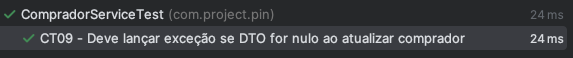 CompradorServiceTest (com.project.pin) 24 ms
CT09 - Deve lançar exceção se DTO for nulo ao atualizar comprador 24 ms